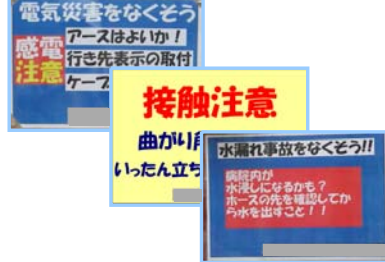 電気災害をなくそう
感電
注意
アースはよいか!
行き先表示の取付
ケーブ
接触注意
曲がり
いったん立ち
水漏れ事故をなくそう!!
病院内が
水浸しになるかも?
ホースの先を確認してか
ら水を出すこと!!